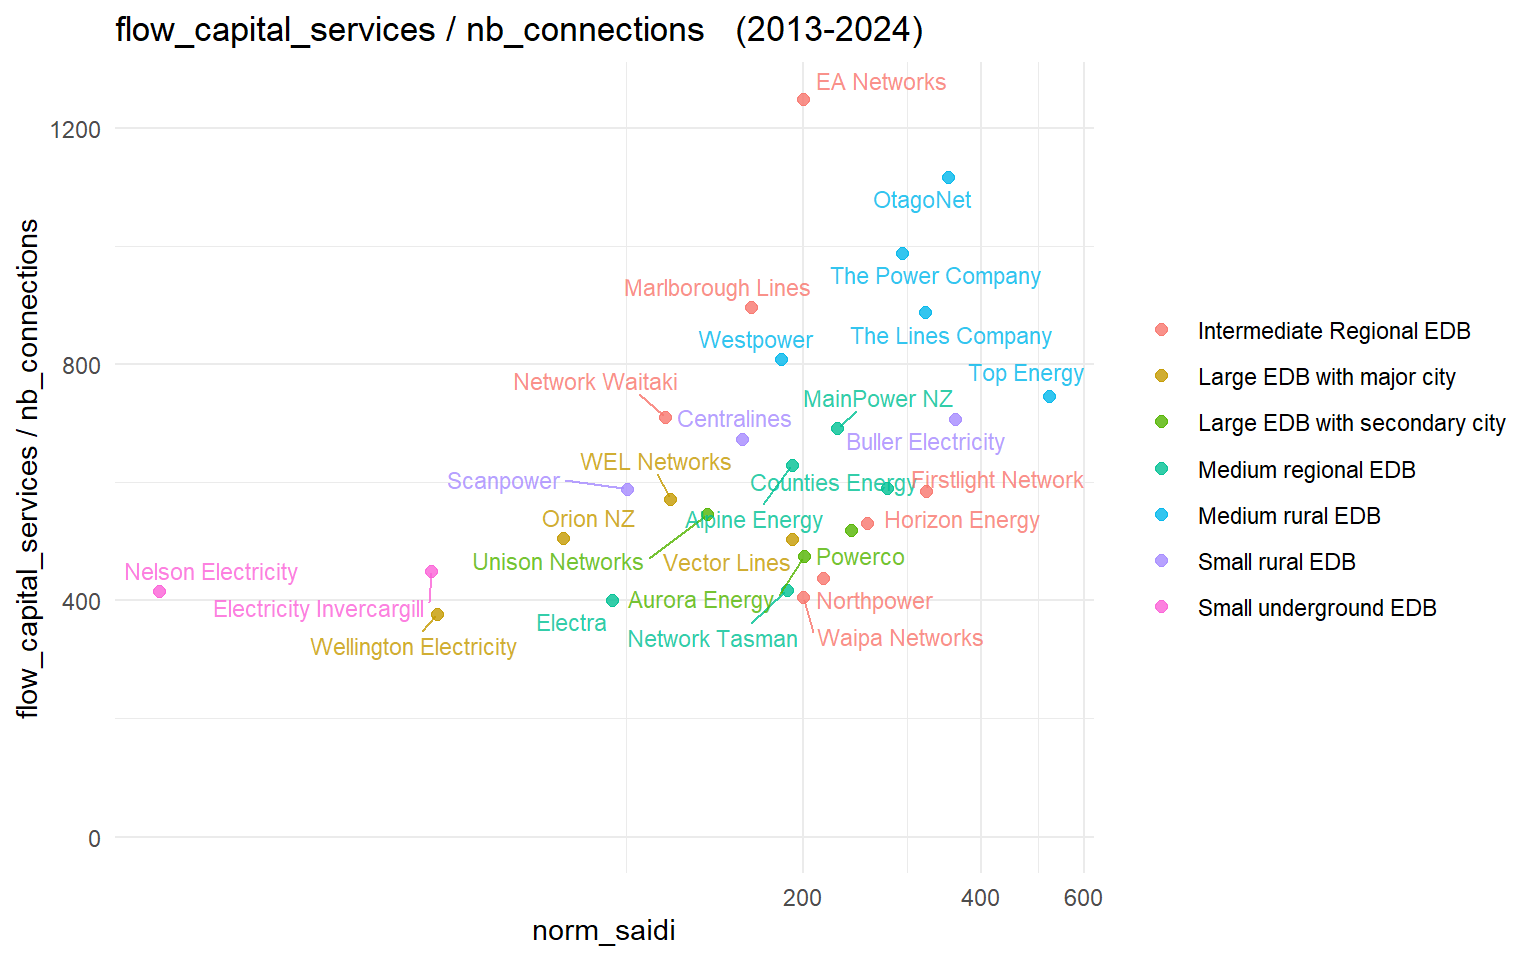 flow_capital_services / nb_connections (2013-2024)
EA Networks
1200
OtagoNet
The Power Company
Marlborough Lines
Westpower
The Lines Company
800
Top Energy
Network Waitaki
MainPower NZ
Centralines
Buller Electricity
WEL Networks
Scanpower
Counties Energy
Firstlight Network
Orion NZ
Alpine Energy
Horizon Energy
Unison Networks
Vector Lines
Powerco
Nelson Electricity
400
Electricity Invercargill
Aurora Energy
Northpower
Electra
Network Tasman
Waipa Networks
Wellington Electricity
0
200
400
600
norm_saidi
flow_capital_services / nb_connections
Intermediate Regional EDB
Large EDB with major city
Large EDB with secondary city
Medium regional EDB
Medium rural EDB
Small rural EDB
Small underground EDB